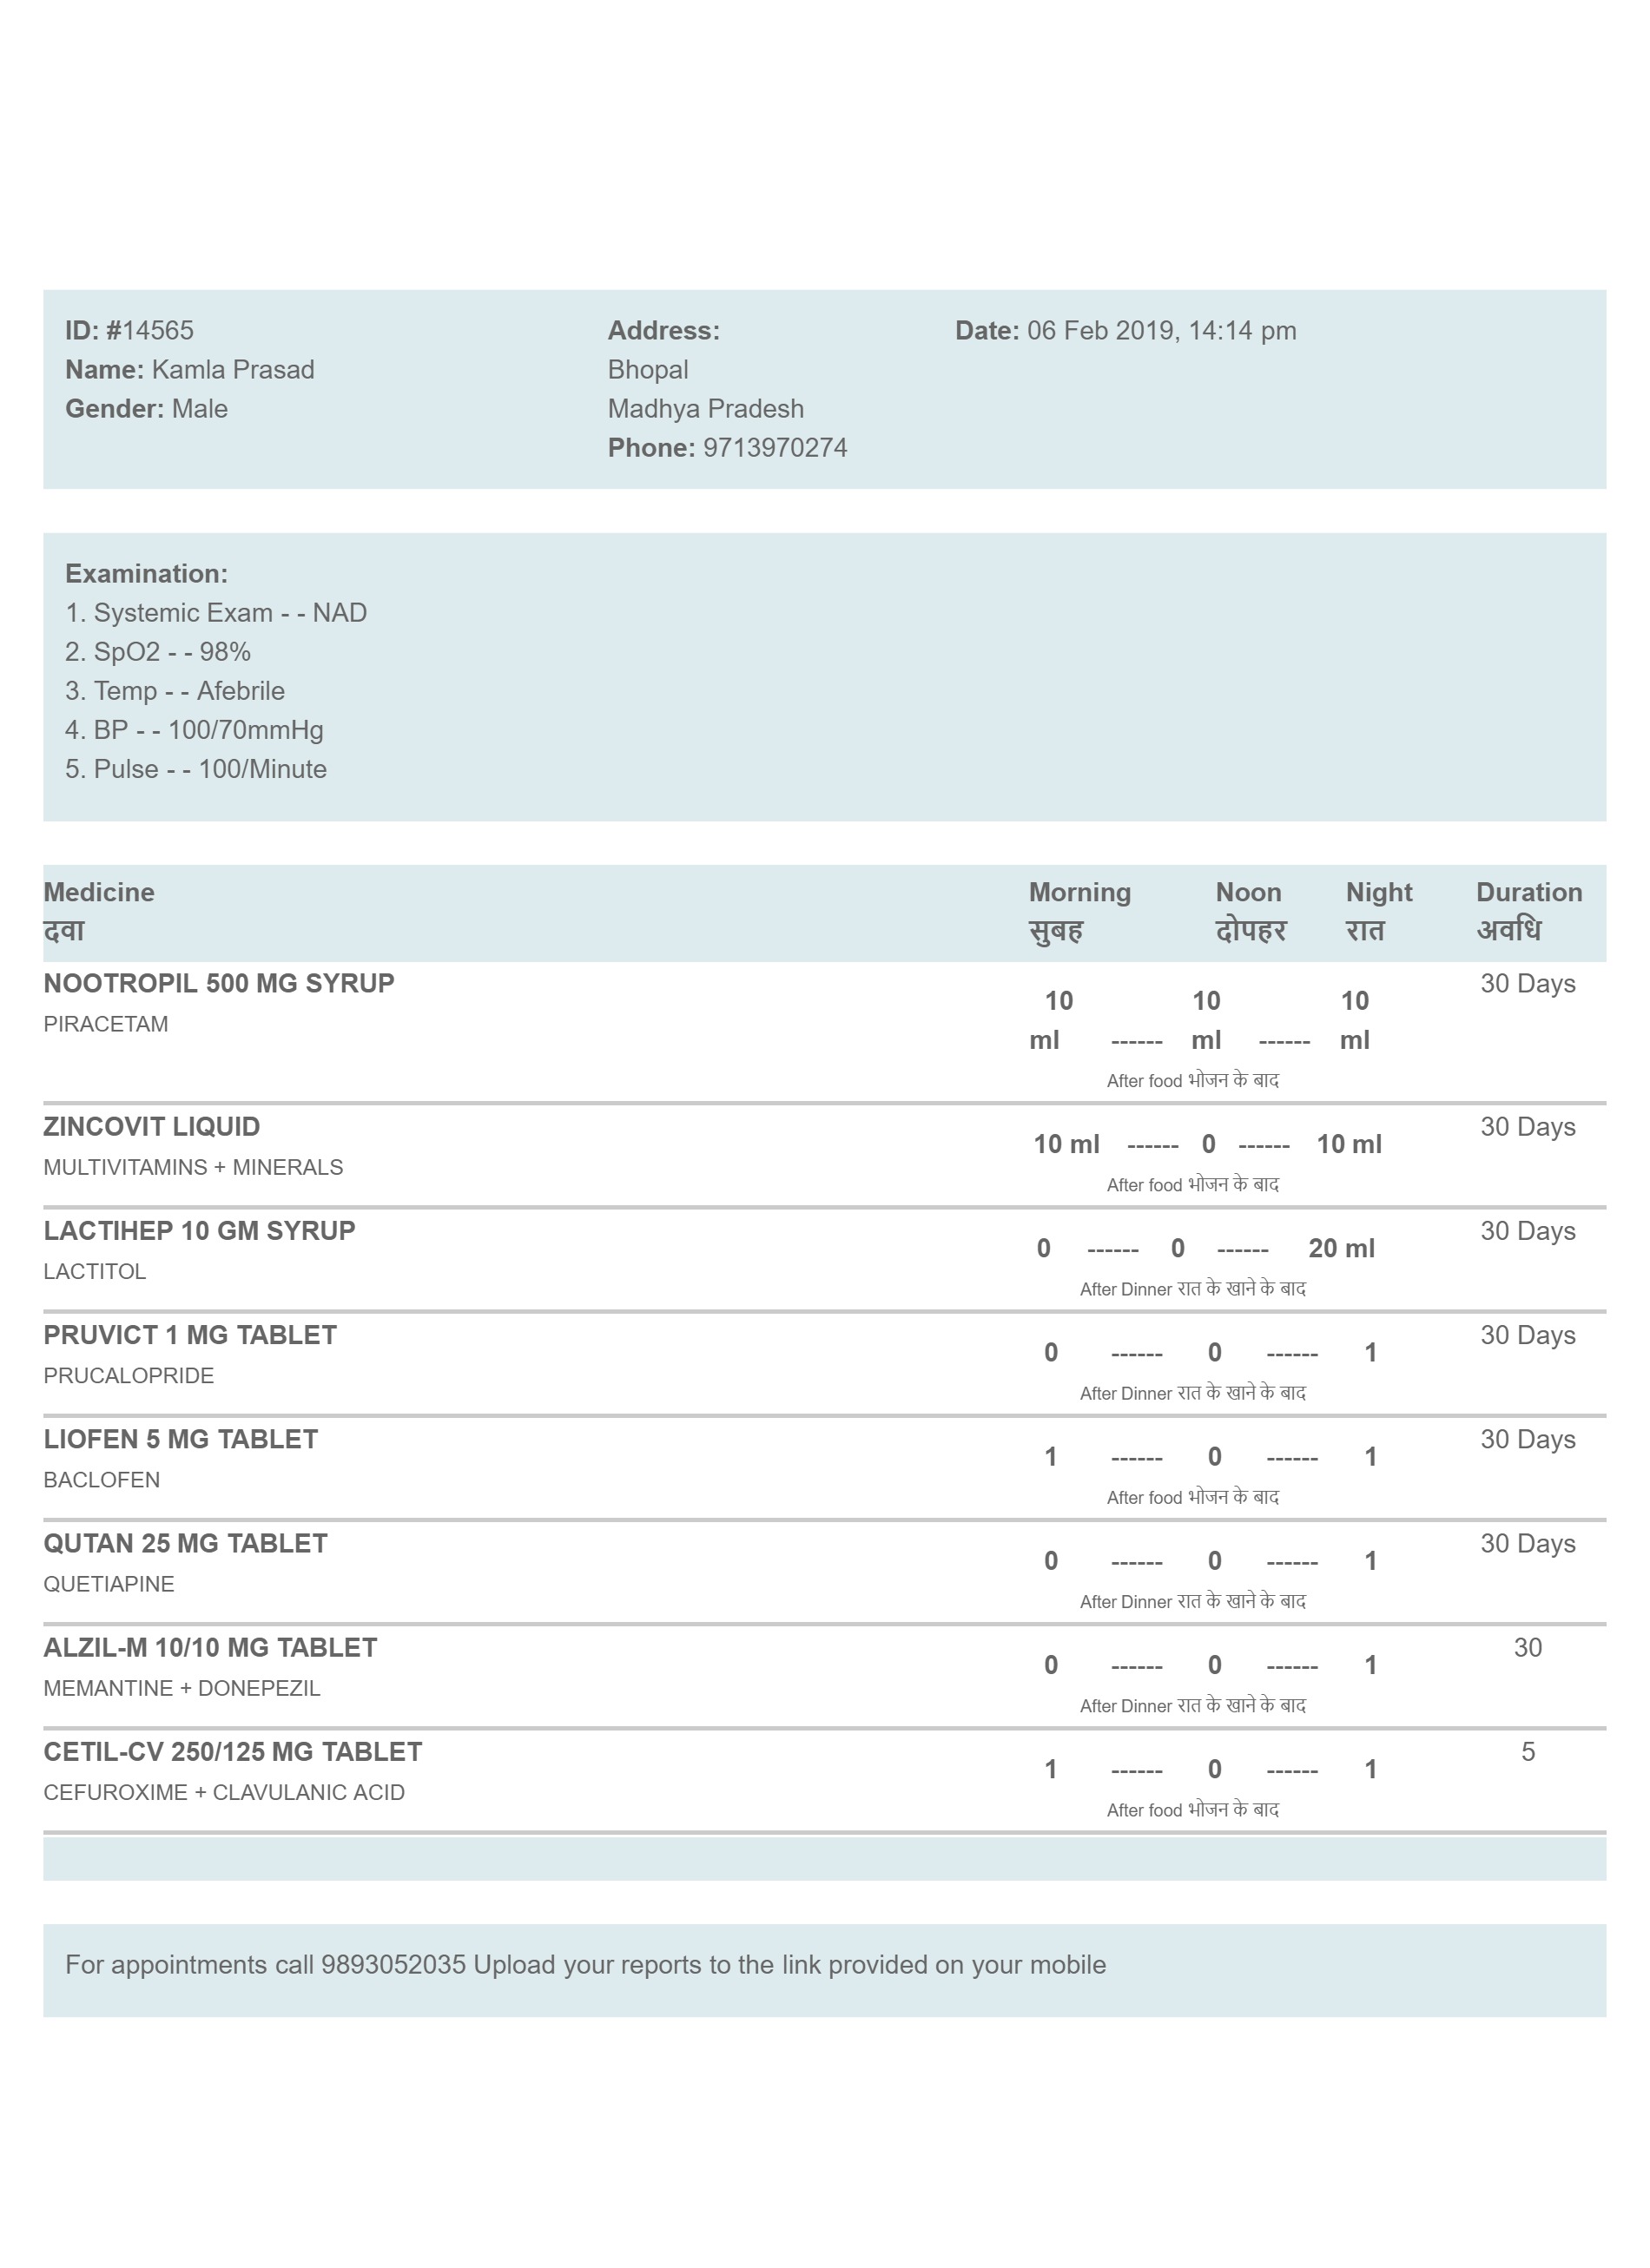 ID: #14565
Name: Kamla Prasad
Gender: Male
Address:
Bhopal
Madhya Pradesh
Phone: 9713970274
Date: 06 Feb 2019, 14:14 pm
Examination:
1. Systemic Exam - - NAD
2. SpO2 - - 98%
3. Temp - - Afebrile
4. BP - - 100/70mmHg
5. Pulse - - 100/Minute
Medicine Morning Noon Night Duration
दवा सुबह दोपहर रात अवधि
NOOTROPIL 500 MG SYRUP 30 Days
10 10 10
PIRACETAM
ml ------ ml ------ ml
After food भोजन के बाद
ZINCOVIT LIQUID 30 Days
10 ml ------ 0 ------ 10 ml
MULTIVITAMINS + MINERALS
After food भोजन के बाद
LACTIHEP 10 GM SYRUP 30 Days
0 ------ 0 ------ 20 ml
LACTITOL
After Dinner रात के खाने के बाद
PRUVICT 1 MG TABLET 30 Days
0 ------ 0 ------ 1
PRUCALOPRIDE
After Dinner रात के खाने के बाद
LIOFEN 5 MG TABLET 30 Days
1 ------ 0 ------ 1
BACLOFEN
After food भोजन के बाद
QUTAN 25 MG TABLET 30 Days
0 ------ 0 ------ 1
QUETIAPINE
After Dinner रात के खाने के बाद
ALZIL-M 10/10 MG TABLET 30
0 ------ 0 ------ 1
MEMANTINE + DONEPEZIL
After Dinner रात के खाने के बाद
CETIL-CV 250/125 MG TABLET 5
1 ------ 0 ------ 1
CEFUROXIME + CLAVULANIC ACID
After food भोजन के बाद
For appointments call 9893052035 Upload your reports to the link provided on your mobile